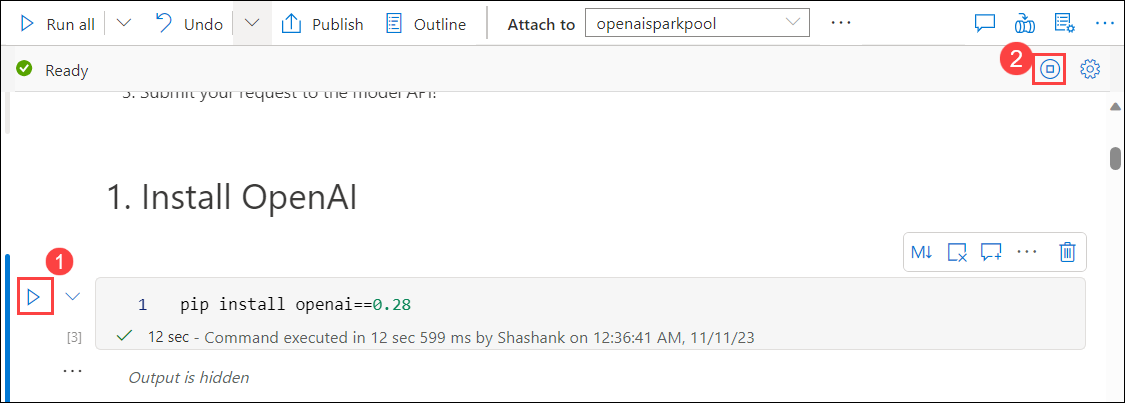 Run all Undo Publish Outline Attach to openaisparkpool ...
Ready 2
3. Submit your request to the model API!
1. Install OpenAI
M↓ ...
1
1 pip install openai==0.28
[3] 12 sec - Command executed in 12 sec 599 ms by Shashank on 12:36:41 AM, 11/11/23
... Output is hidden